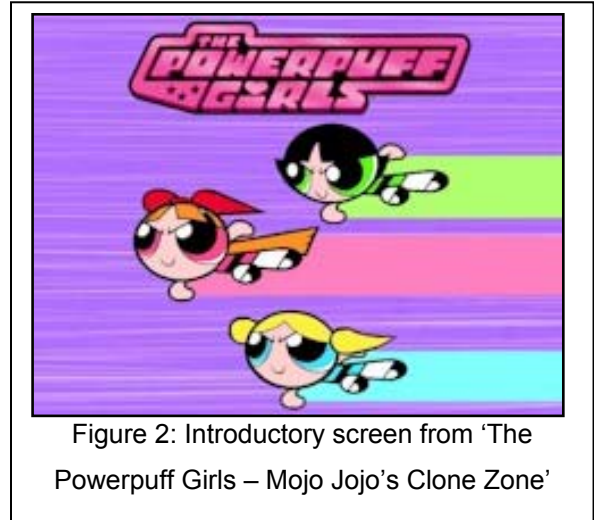 THE
POWERPUFF
GIRLS
Figure 2: Introductory screen from ‘The
Powerpuff Girls – Mojo Jojo’s Clone Zone’